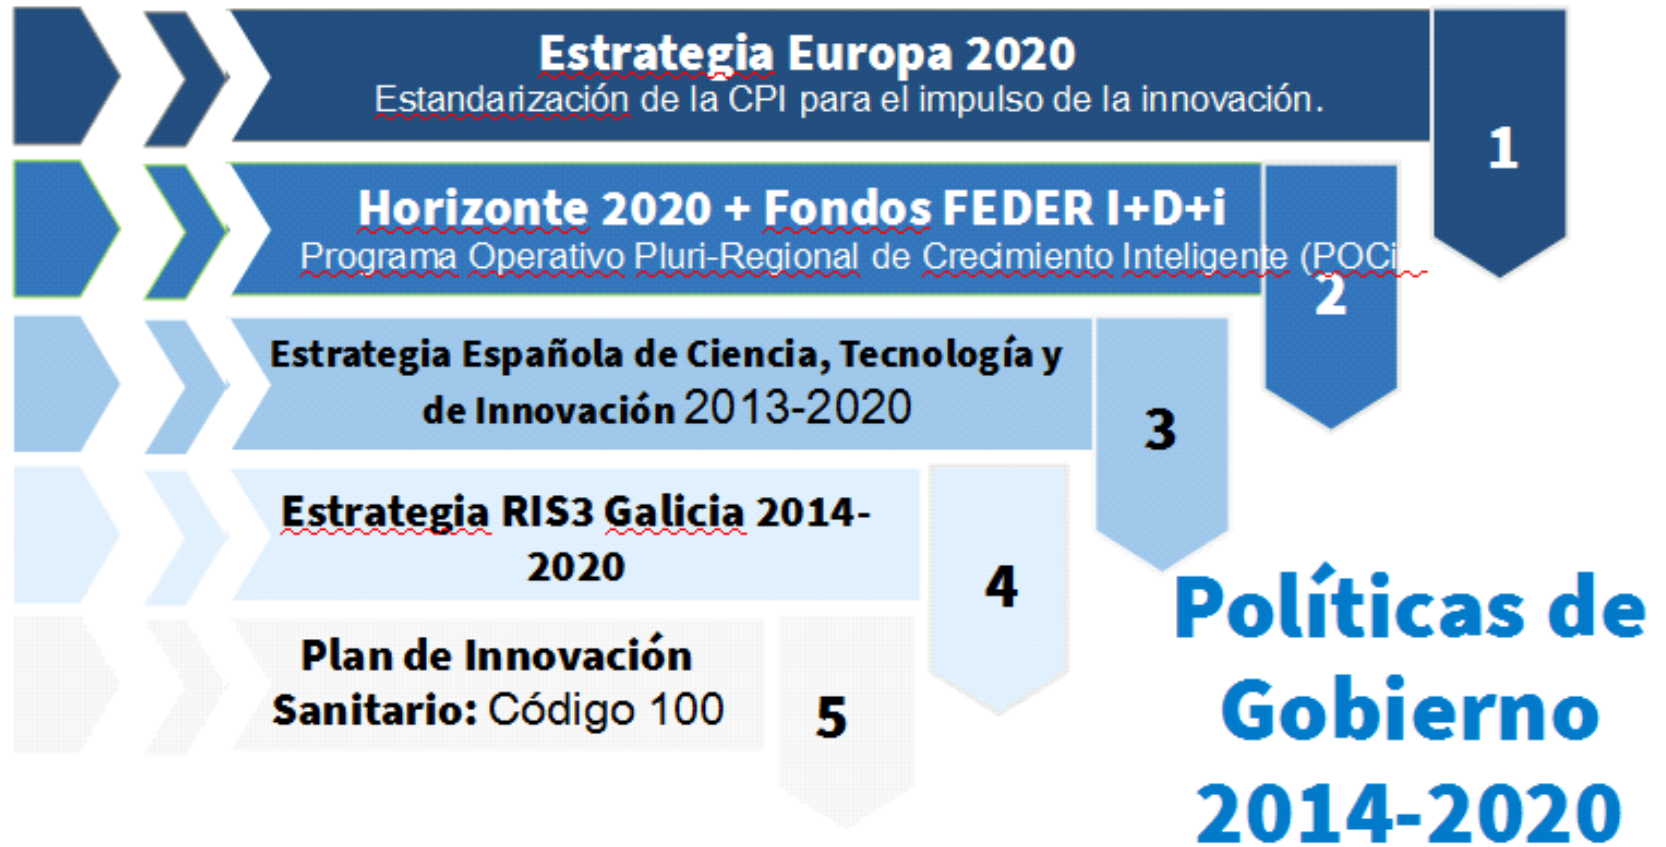 Estrategia Europa 2020
Estandarización de la CPI para el impulso de la innovación.
1
Horizonte 2020 + Fondos FEDER I+D+i
Programa Operativo Pluri-Regional de Crecimiento Inteligente (POCi
2
Estrategia Española de Ciencia, Tecnología y
de Innovación 2013-2020
3
Estrategia RIS3 Galicia 2014-
2020
4
Plan de Innovación
Sanitario: Código 100
5
Políticas de
Gobierno
2014-2020